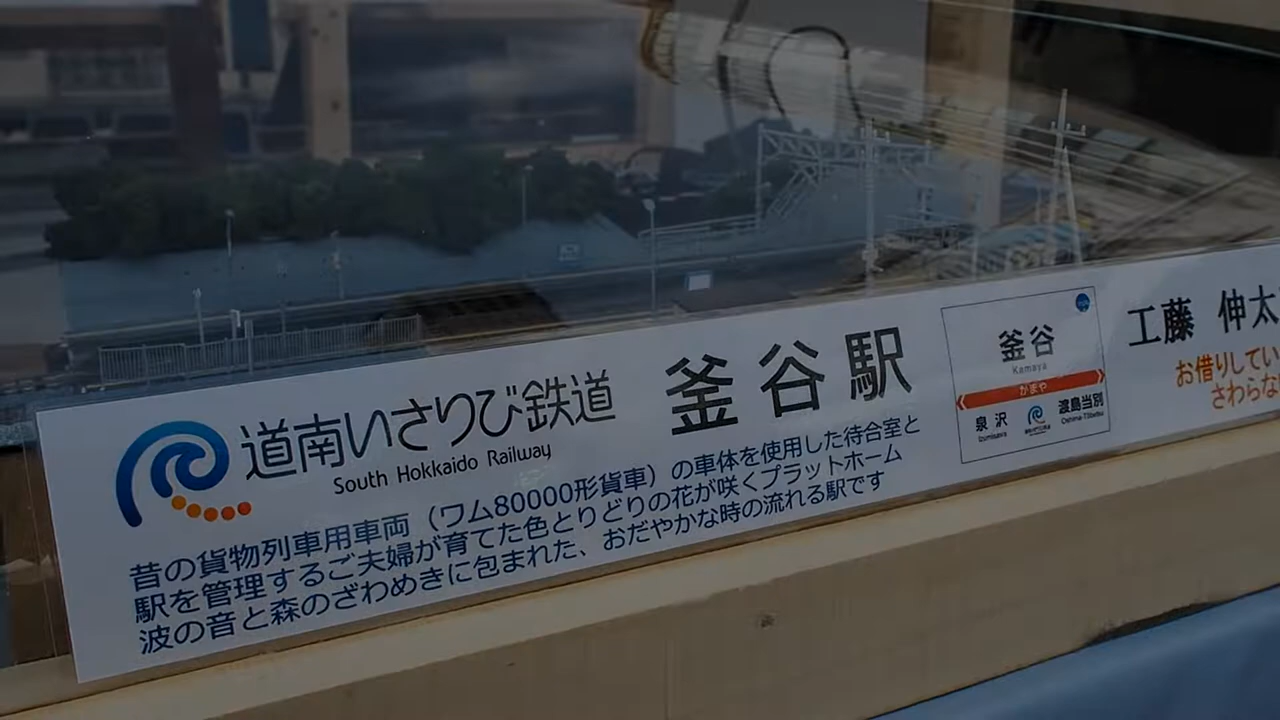 道南いさりび鉄道
South Hokkaido Railway
釜谷駅
昔の貨物列車用車両（ワム80000形貨車）の車体を使用した待合室と
駅を管理するご夫婦が育てた色とりどりの花が咲くプラットホーム
波の音と森のざわめきに包まれた、おだやかな時の流れる駅です
釜谷
Kamaya
かまや
泉沢
Izumisawa
渡島当別
Oshima-Tōbetsu
工藤 伸太
お借りしてい
さわらな